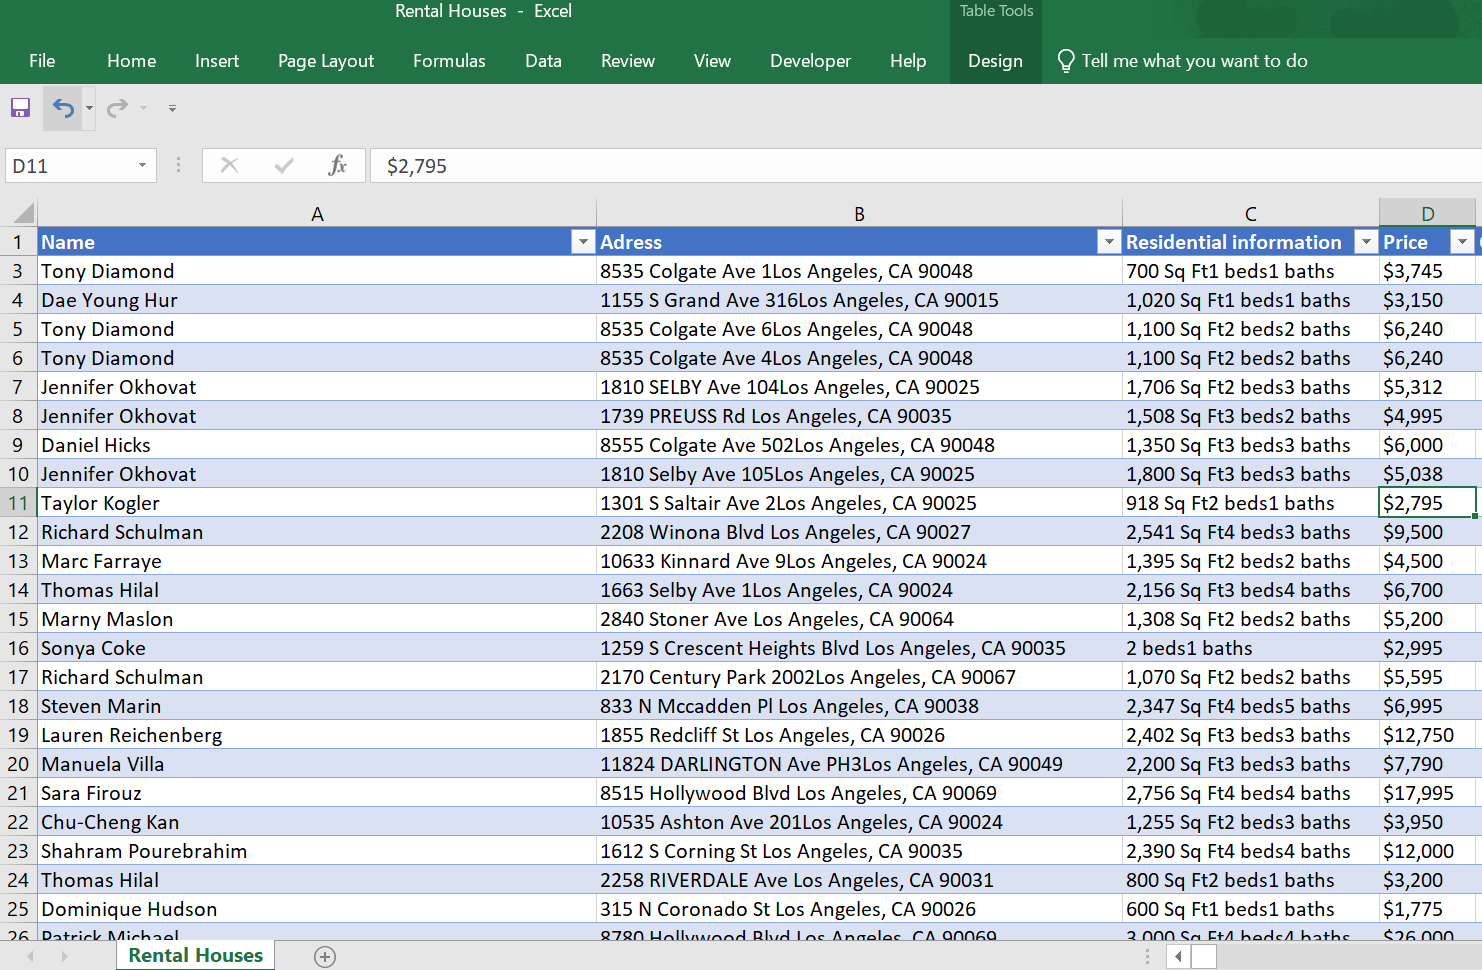 Rental Houses - Excel
Table Tools
File Home Insert Page Layout Formulas Data Review View Developer Help Design Tell me what you want to do
D11 fx $2,795
A B C D
1 Name Adress Residential information Price
3 Tony Diamond 8535 Colgate Ave 1Los Angeles, CA 90048 700 Sq Ft1 beds1 baths $3,745
4 Dae Young Hur 1155 S Grand Ave 316Los Angeles, CA 90015 1,020 Sq Ft1 beds1 baths $3,150
5 Tony Diamond 8535 Colgate Ave 6Los Angeles, CA 90048 1,100 Sq Ft2 beds2 baths $6,240
6 Tony Diamond 8535 Colgate Ave 4Los Angeles, CA 90048 1,100 Sq Ft2 beds2 baths $6,240
7 Jennifer Okhovat 1810 SELBY Ave 104Los Angeles, CA 90025 1,706 Sq Ft2 beds3 baths $5,312
8 Jennifer Okhovat 1739 PREUSS Rd Los Angeles, CA 90035 1,508 Sq Ft3 beds2 baths $4,995
9 Daniel Hicks 8555 Colgate Ave 502Los Angeles, CA 90048 1,350 Sq Ft3 beds3 baths $6,000
10 Jennifer Okhovat 1810 Selby Ave 105Los Angeles, CA 90025 1,800 Sq Ft3 beds3 baths $5,038
11 Taylor Kogler 1301 S Saltair Ave 2Los Angeles, CA 90025 918 Sq Ft2 beds1 baths $2,795
12 Richard Schulman 2208 Winona Blvd Los Angeles, CA 90027 2,541 Sq Ft4 beds3 baths $9,500
13 Marc Farraye 10633 Kinnard Ave 9Los Angeles, CA 90024 1,395 Sq Ft2 beds2 baths $4,500
14 Thomas Hilal 1663 Selby Ave 1Los Angeles, CA 90024 2,156 Sq Ft3 beds4 baths $6,700
15 Marny Maslon 2840 Stoner Ave Los Angeles, CA 90064 1,308 Sq Ft2 beds2 baths $5,200
16 Sonya Coke 1259 S Crescent Heights Blvd Los Angeles, CA 90035 2 beds1 baths $2,995
17 Richard Schulman 2170 Century Park 2002Los Angeles, CA 90067 1,070 Sq Ft2 beds2 baths $5,595
18 Steven Marin 833 N Mccadden Pl Los Angeles, CA 90038 2,347 Sq Ft4 beds5 baths $6,995
19 Lauren Reichenberg 1855 Redcliff St Los Angeles, CA 90026 2,402 Sq Ft3 beds3 baths $12,750
20 Manuela Villa 11824 DARLINGTON Ave PH3Los Angeles, CA 90049 2,200 Sq Ft3 beds3 baths $7,790
21 Sara Firouz 8515 Hollywood Blvd Los Angeles, CA 90069 2,756 Sq Ft4 beds4 baths $17,995
22 Chu-Cheng Kan 10535 Ashton Ave 201Los Angeles, CA 90024 1,255 Sq Ft2 beds3 baths $3,950
23 Shahram Pourebrahim 1612 S Corning St Los Angeles, CA 90035 2,390 Sq Ft4 beds4 baths $12,000
24 Thomas Hilal 2258 RIVERDALE Ave Los Angeles, CA 90031 800 Sq Ft2 beds1 baths $3,200
25 Dominique Hudson 315 N Coronado St Los Angeles, CA 90026 600 Sq Ft1 beds1 baths $1,775
26 Patrick Michael 8780 Hollywood Blvd Los Angeles, CA 90069 3,000 Sq Ft4 beds4 baths $26,000
Rental Houses